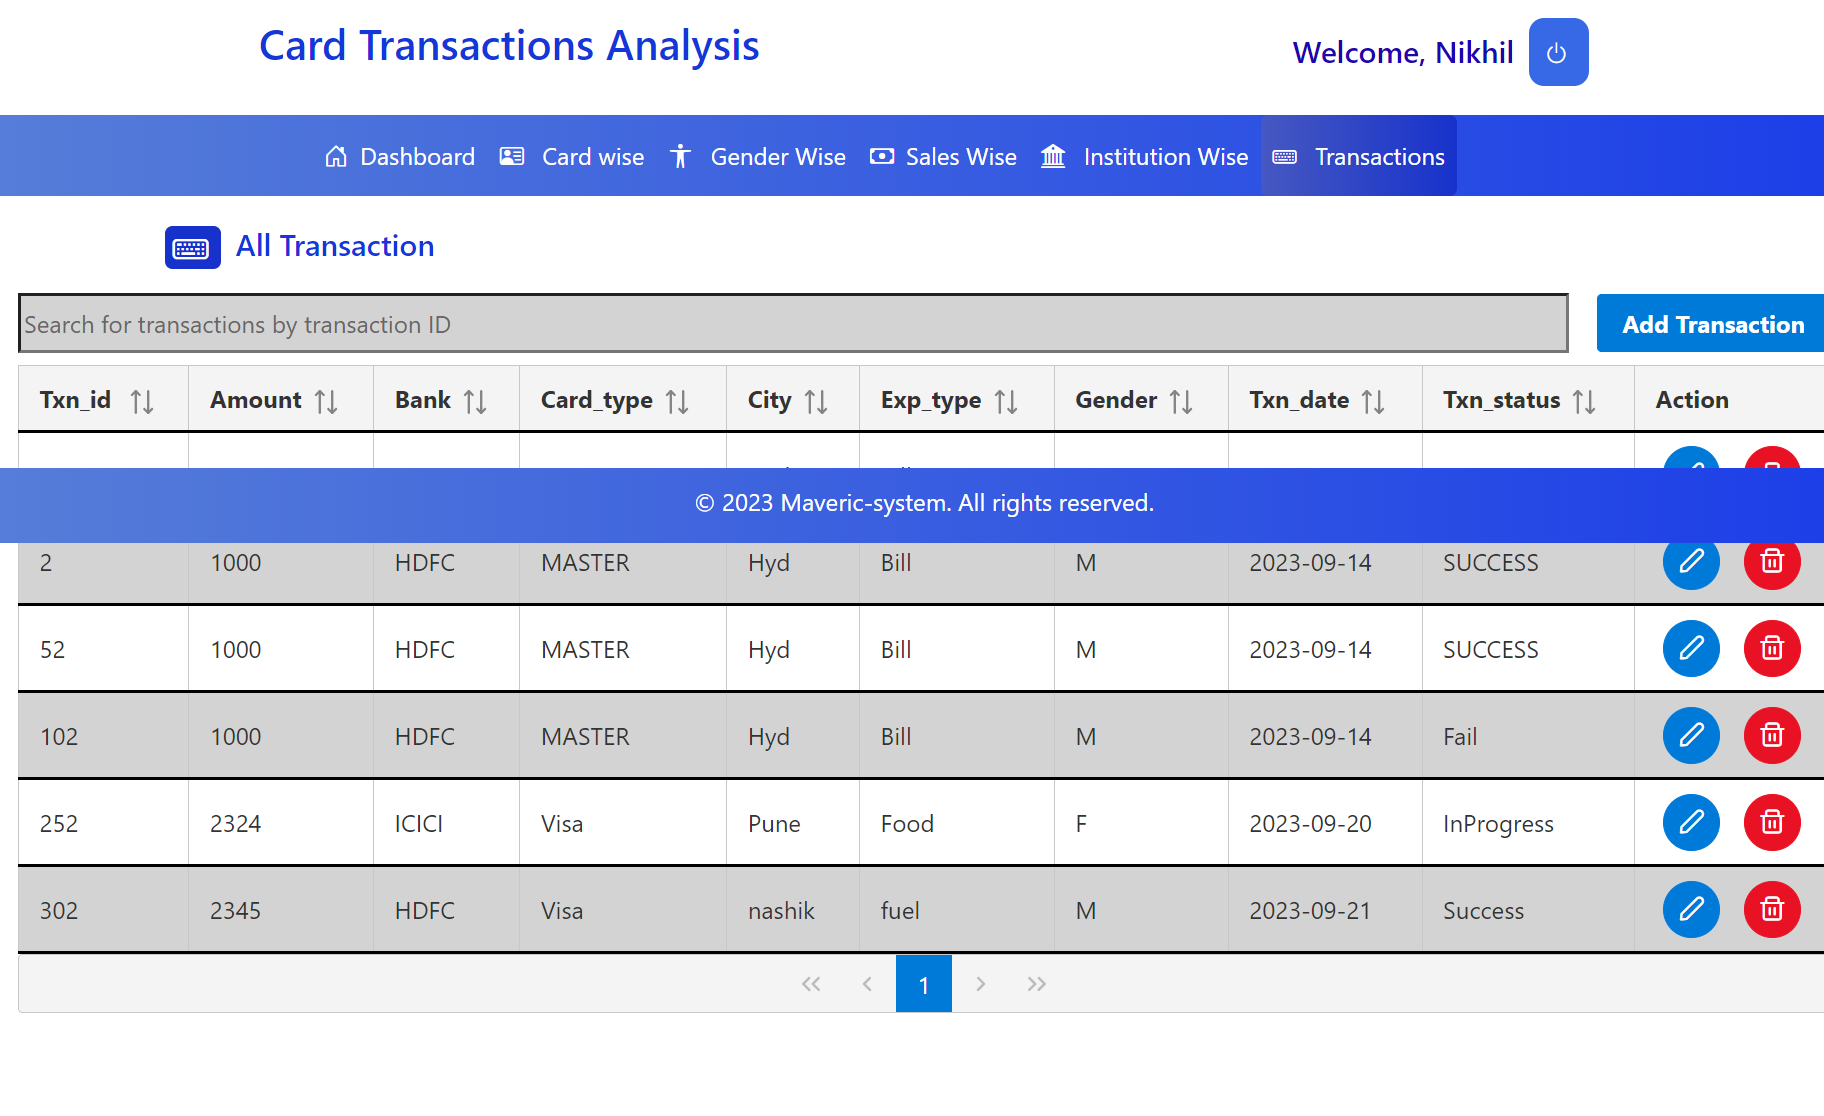 Card Transactions Analysis
Welcome, Nikhil
Dashboard Card wise Gender Wise Sales Wise Institution Wise Transactions
All Transaction
Search for transactions by transaction ID
Add Transaction
Txn_id Amount Bank Card_type City Exp_type Gender Txn_date Txn_status Action
© 2023 Maveric-system. All rights reserved.
2 1000 HDFC MASTER Hyd Bill M 2023-09-14 SUCCESS
52 1000 HDFC MASTER Hyd Bill M 2023-09-14 SUCCESS
102 1000 HDFC MASTER Hyd Bill M 2023-09-14 Fail
252 2324 ICICI Visa Pune Food F 2023-09-20 InProgress
302 2345 HDFC Visa nashik fuel M 2023-09-21 Success
1